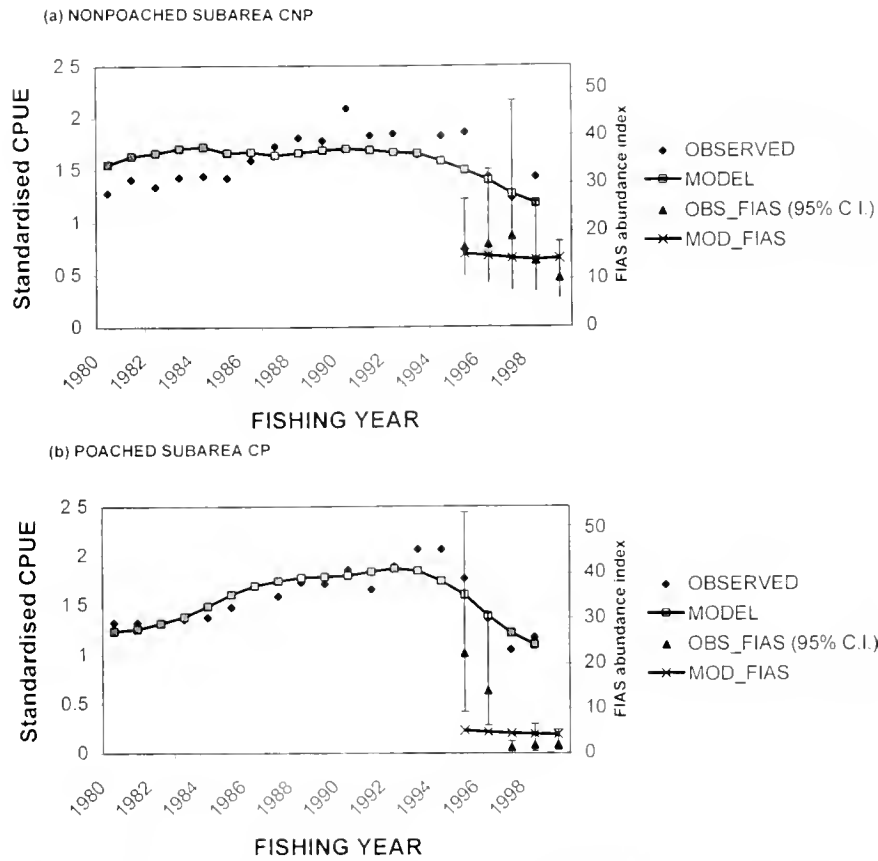 (a) NONPOACHED SUBAREA CNP
Standardised CPUE
2 5
2
1.5
1
0 5
0
50
40
30
20
10
0
FIAS abundance index
OBSERVED
MODEL
OBS_FIAS (95% C I.)
MOD_FIAS
1980
1982
1984
1986
1988
1990
1992
1994
1996
1998
FISHING YEAR
(b) POACHED SUBAREA CP
Standardised CPUE
2 5
2
1.5
1
0.5
0
50
40
30
20
10
0
FIAS abundance index
OBSERVED
MODEL
OBS_FIAS (95% C.I.)
MOD_FIAS
1980
1982
1984
1986
1988
1990
1992
1994
1996
1998
FISHING YEAR